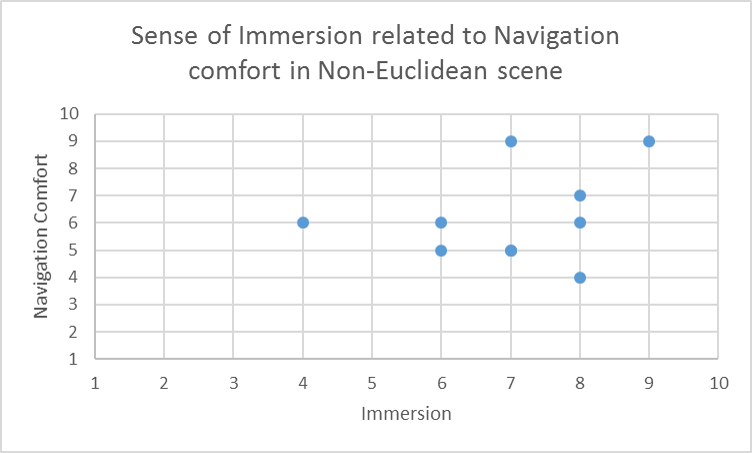 Sense of Immersion related to Navigation
comfort in Non-Euclidean scene
Navigation Comfort
10
9
8
7
6
5
4
3
2
1
1 2 3 4 5 6 7 8 9 10
Immersion